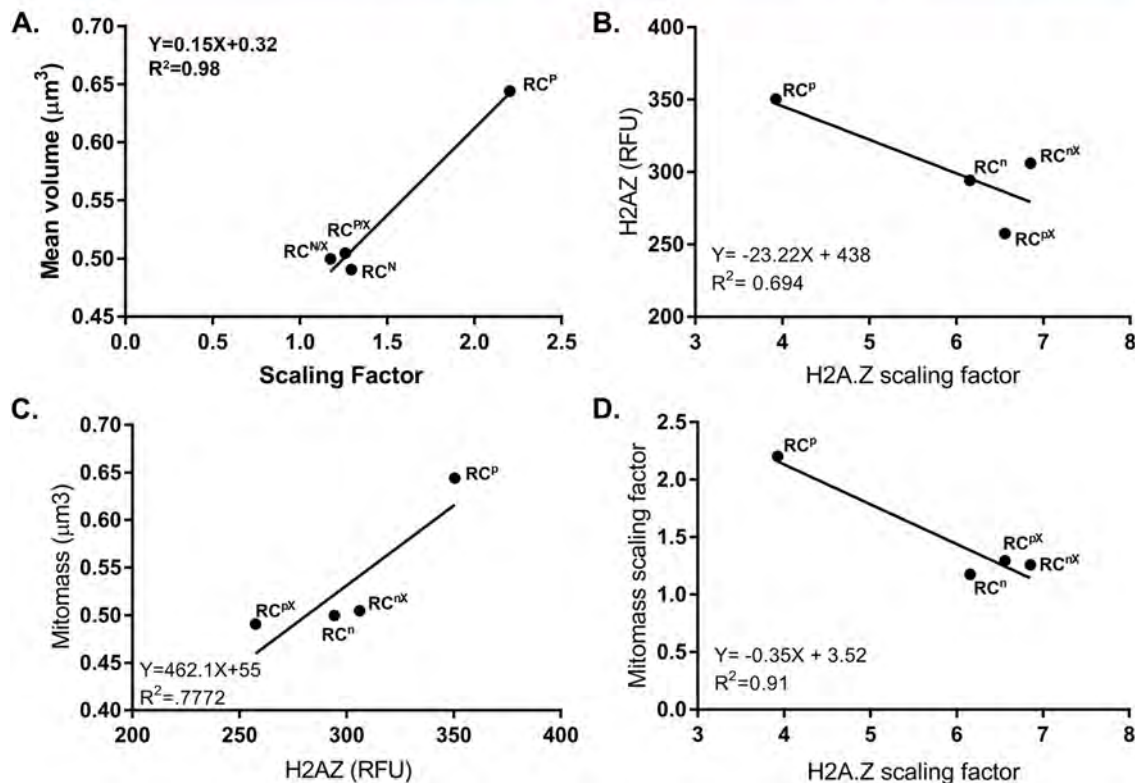 A.
Y=0.15X+0.32
R²=0.98
Mean volume (μm³)
0.70
0.65
0.60
0.55
0.50
0.45
RCᴾ
RCᴾ/ˣ
RCᴺ/ˣ
RCᴺ
0.0 0.5 1.0 1.5 2.0 2.5
Scaling Factor
B.
H2AZ (RFU)
400
350
300
250
200
RCᵖ
RCⁿ
RCⁿˣ
RCᵖˣ
Y= -23.22X + 438
R²= 0.694
3 4 5 6 7 8
H2A.Z scaling factor
C.
Mitomass (μm3)
0.70
0.65
0.60
0.55
0.50
0.45
0.40
RCᵖ
RCᵖˣ
RCⁿ
RCⁿˣ
Y=462.1X+55
R²=.7772
200 250 300 350 400
H2AZ (RFU)
D.
Mitomass scaling factor
2.5
2.0
1.5
1.0
0.5
0.0
RCᵖ
RCᵖˣ
RCⁿ
RCⁿˣ
Y= -0.35X + 3.52
R²=0.91
3 4 5 6 7 8
H2A.Z scaling factor